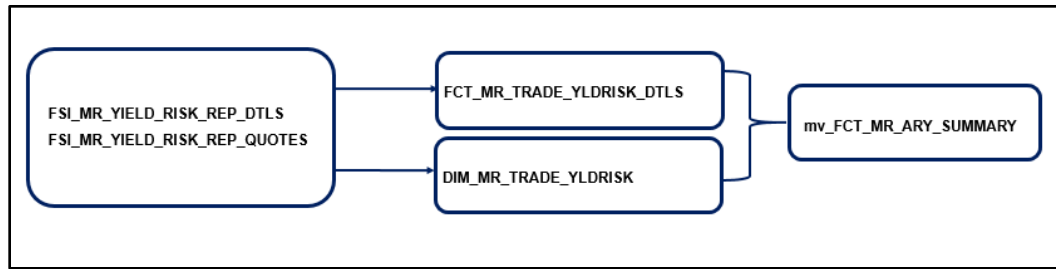 FSI_MR_YIELD_RISK_REP_DTLS
FSI_MR_YIELD_RISK_REP_QUOTES
FCT_MR_TRADE_YLDRISK_DTLS
DIM_MR_TRADE_YLDRISK
mv_FCT_MR_ARY_SUMMARY